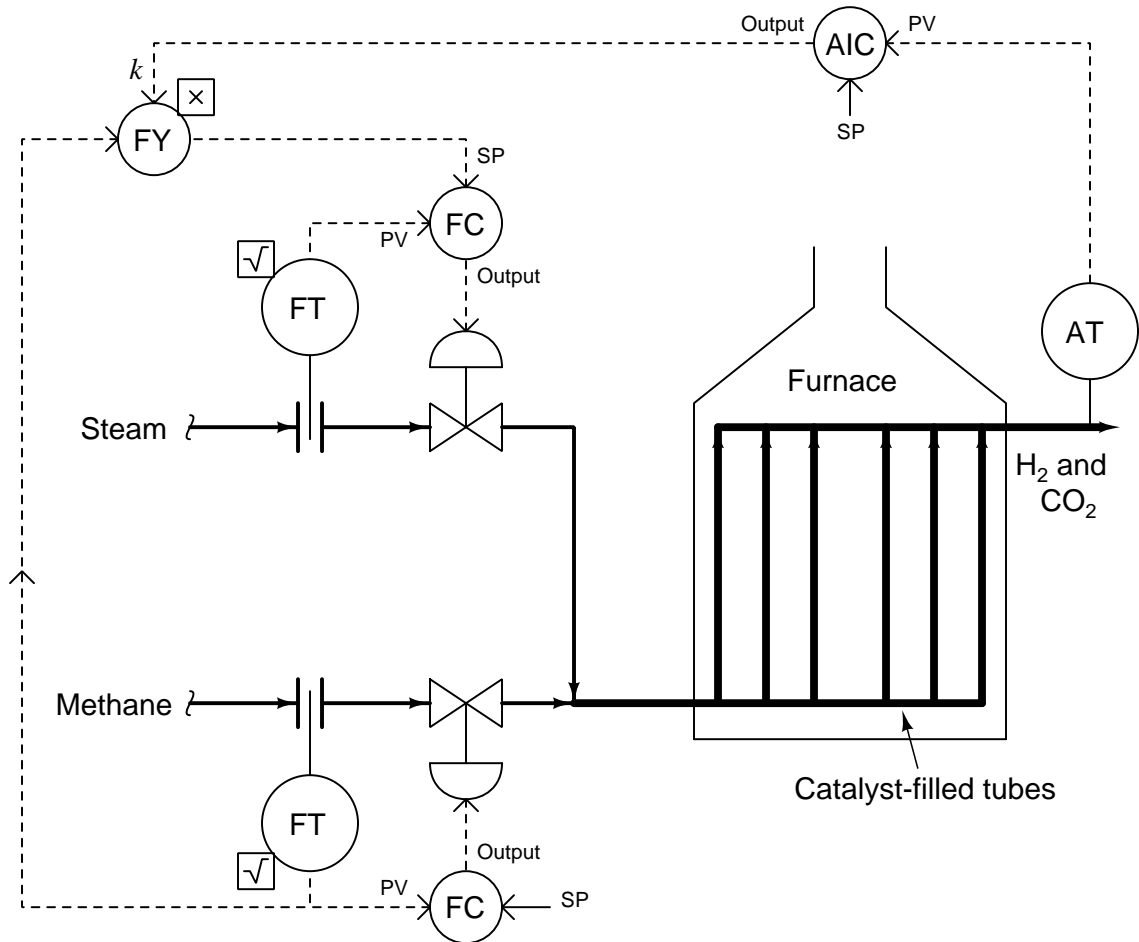 Output
AIC
PV
k
×
SP
FY
SP
FC
PV
√
Output
FT
AT
Furnace
Steam
H2 and
CO2
Methane
Catalyst-filled tubes
FT
Output
√
PV
FC
SP